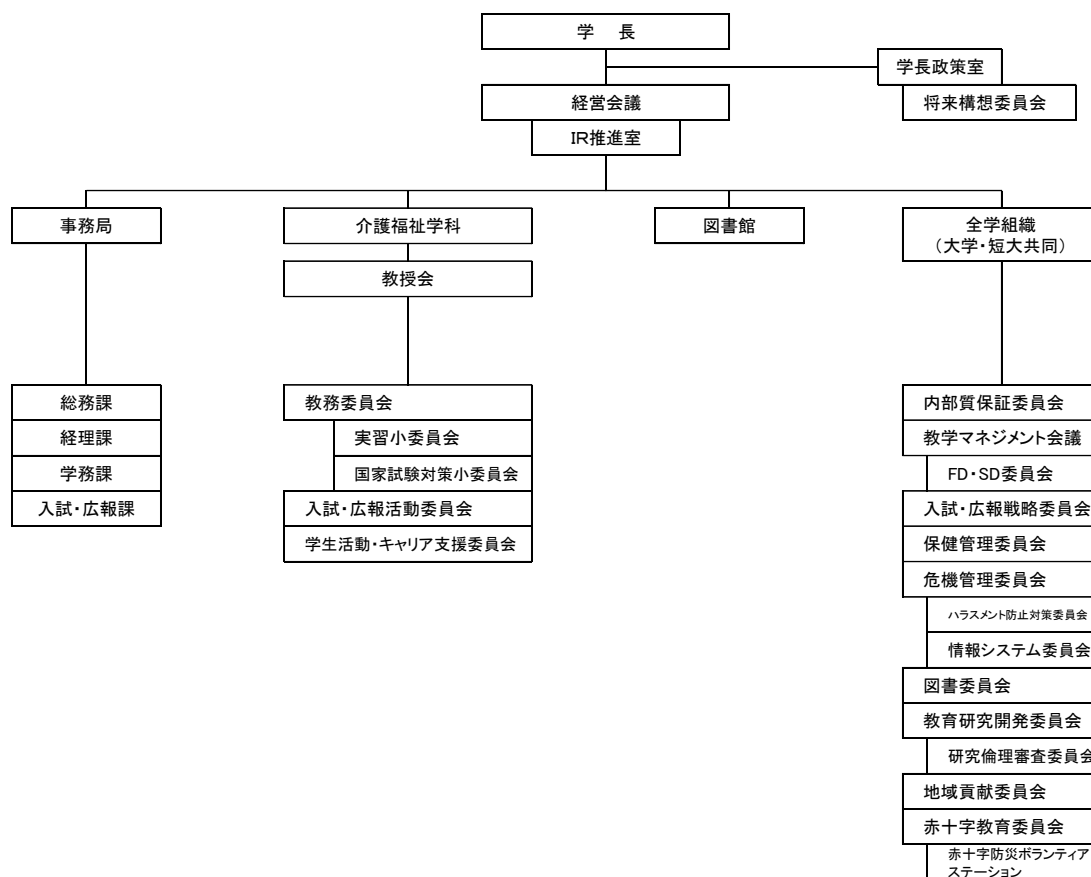 学　長
学長政策室
経営会議
将来構想委員会
IR推進室
事務局
介護福祉学科
図書館
全学組織
（大学・短大共同）
教授会
総務課
経理課
学務課
入試・広報課
教務委員会
実習小委員会
国家試験対策小委員会
入試・広報活動委員会
学生活動・キャリア支援委員会
内部質保証委員会
教学マネジメント会議
FD・SD委員会
入試・広報戦略委員会
保健管理委員会
危機管理委員会
ハラスメント防止対策委員会
情報システム委員会
図書委員会
教育研究開発委員会
研究倫理審査委員会
地域貢献委員会
赤十字教育委員会
赤十字防災ボランティア
ステーション